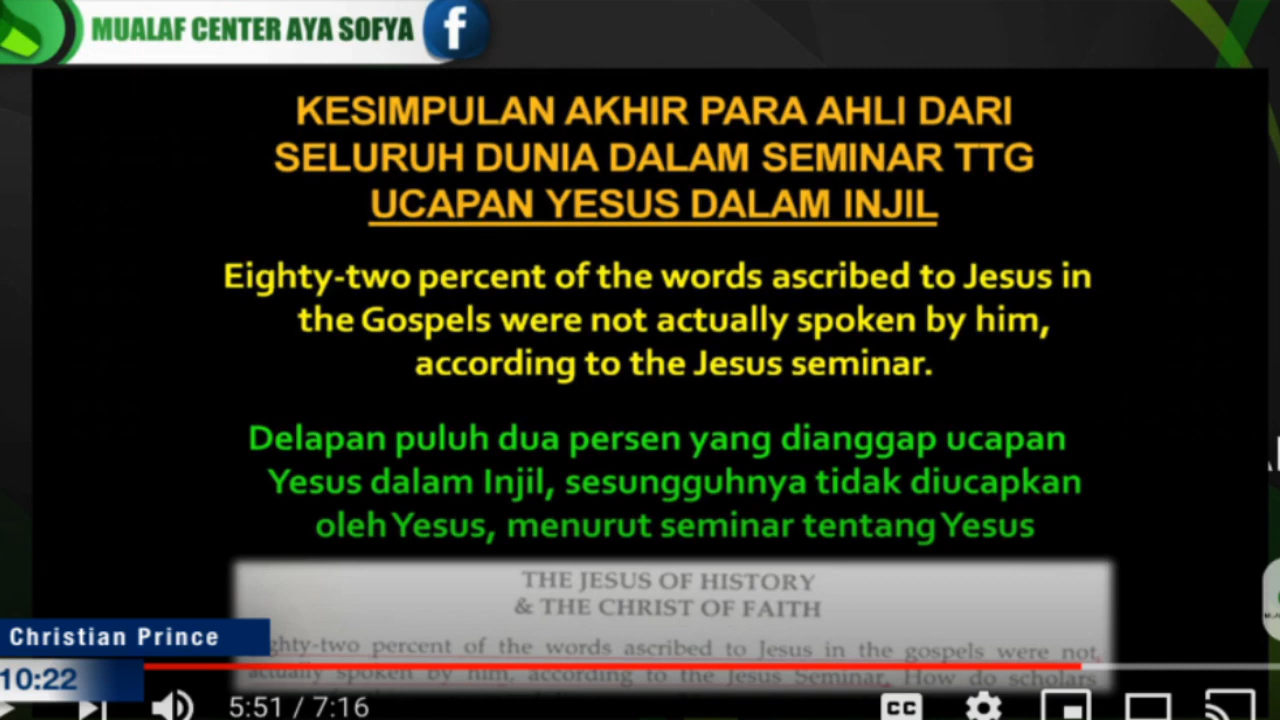 MUALAF CENTER AYA SOFYA
f
KESIMPULAN AKHIR PARA AHLI DARI
SELURUH DUNIA DALAM SEMINAR TTG
UCAPAN YESUS DALAM INJIL
Eighty-two percent of the words ascribed to Jesus in
the Gospels were not actually spoken by him,
according to the Jesus seminar.
Delapan puluh dua persen yang dianggap ucapan
Yesus dalam Injil, sesungguhnya tidak diucapkan
oleh Yesus, menurut seminar tentang Yesus
THE JESUS OF HISTORY
& THE CHRIST OF FAITH
percent of the words ascribed to Jesus in the gospels were not
actually spoken by him, according to the Jesus Seminar. How do scholars
Christian Prince
10:22
5:51 / 7:16
CC